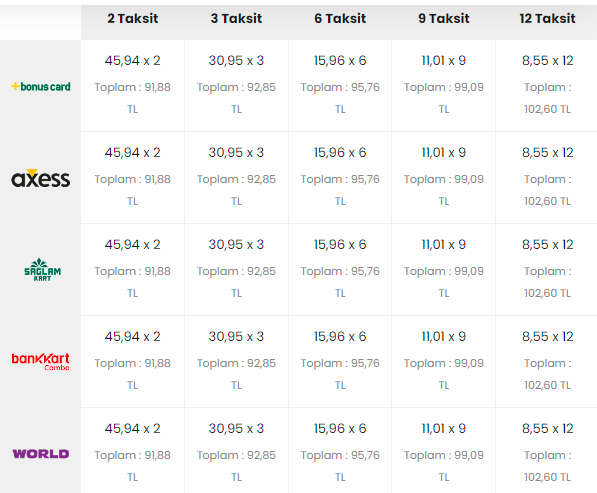 2 Taksit 3 Taksit 6 Taksit 9 Taksit 12 Taksit
+bonus card 45,94 x 2 30,95 x 3 15,96 x 6 11,01 x 9 8,55 x 12
Toplam : 91,88 TL Toplam : 92,85 TL Toplam : 95,76 TL Toplam : 99,09 TL Toplam : 102,60 TL
axess 45,94 x 2 30,95 x 3 15,96 x 6 11,01 x 9 8,55 x 12
Toplam : 91,88 TL Toplam : 92,85 TL Toplam : 95,76 TL Toplam : 99,09 TL Toplam : 102,60 TL
SAĞLAM KART 45,94 x 2 30,95 x 3 15,96 x 6 11,01 x 9 8,55 x 12
Toplam : 91,88 TL Toplam : 92,85 TL Toplam : 95,76 TL Toplam : 99,09 TL Toplam : 102,60 TL
bankkart Combo 45,94 x 2 30,95 x 3 15,96 x 6 11,01 x 9 8,55 x 12
Toplam : 91,88 TL Toplam : 92,85 TL Toplam : 95,76 TL Toplam : 99,09 TL Toplam : 102,60 TL
WORLD 45,94 x 2 30,95 x 3 15,96 x 6 11,01 x 9 8,55 x 12
Toplam : 91,88 TL Toplam : 92,85 TL Toplam : 95,76 TL Toplam : 99,09 TL Toplam : 102,60 TL